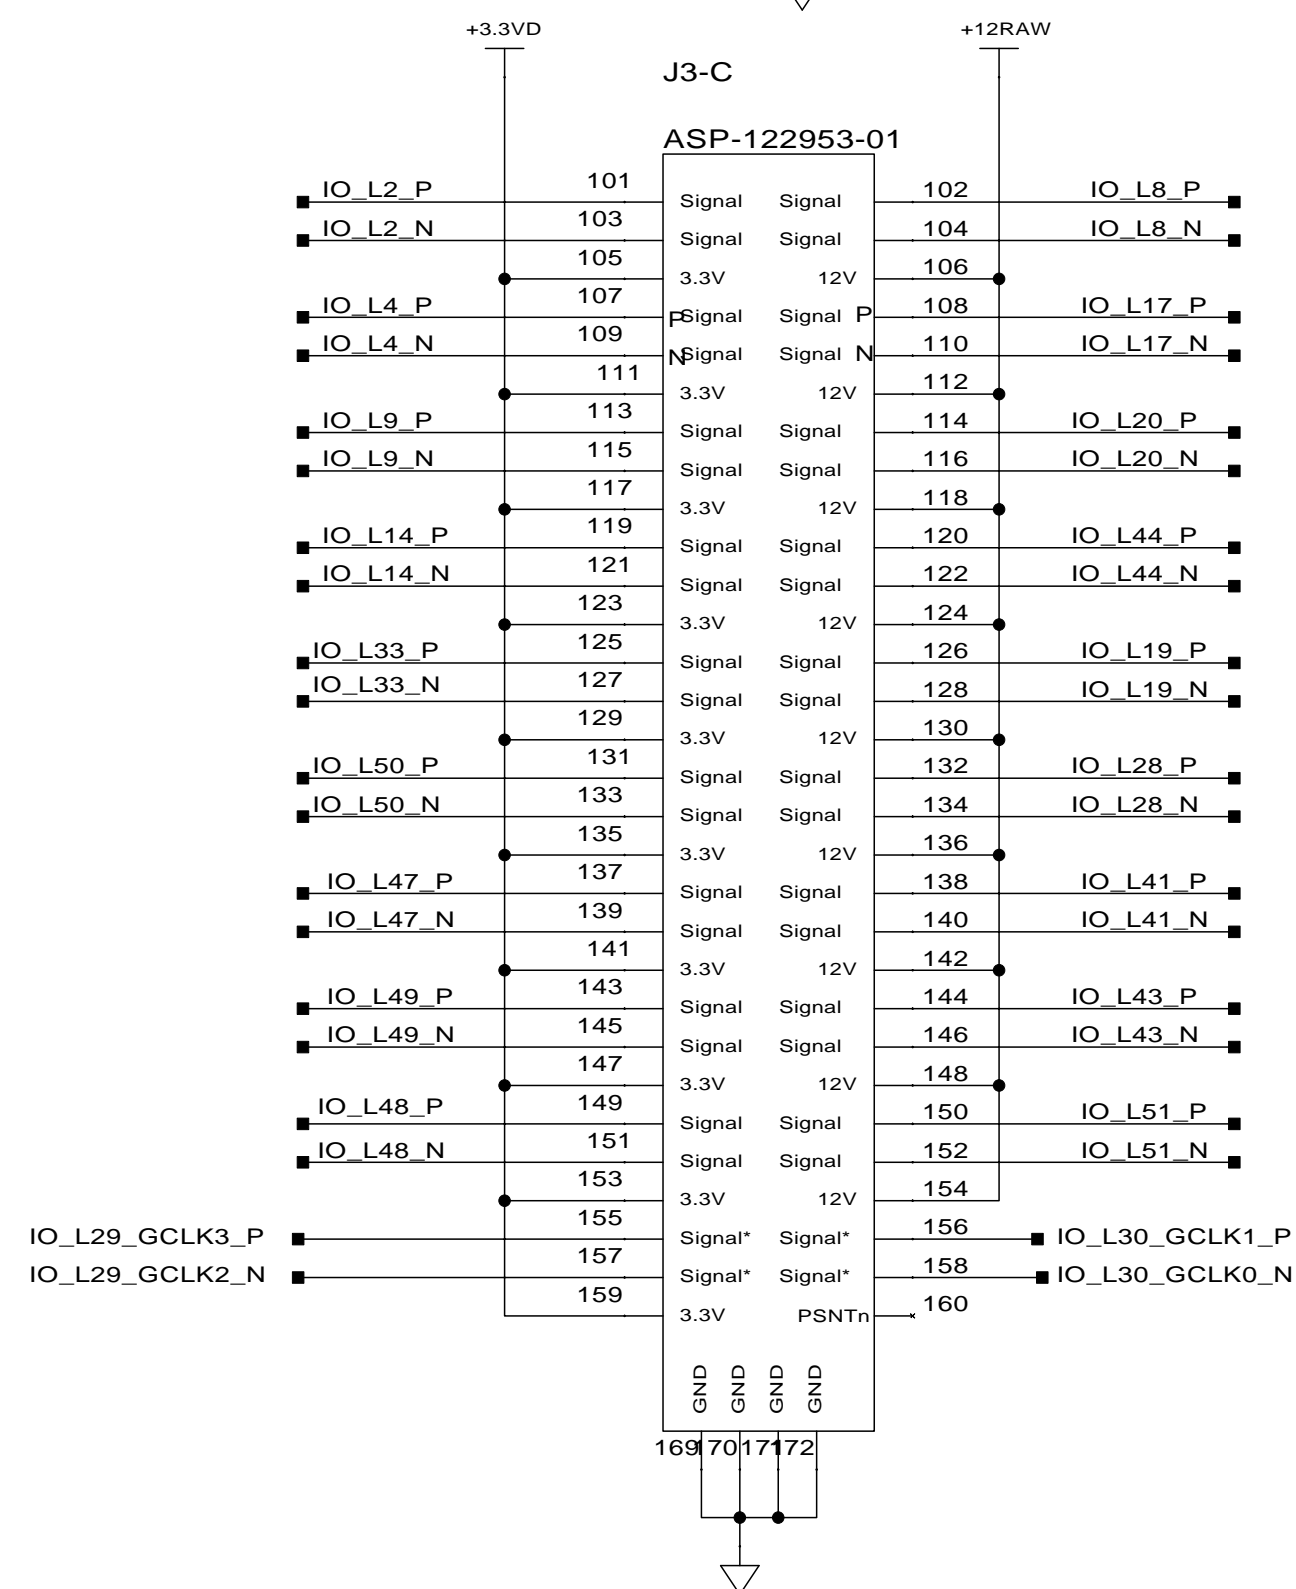 +3.3VD +12RAW
J3-C
ASP-122953-01
IO_L2_P 101 Signal Signal 102 IO_L8_P
IO_L2_N 103 Signal Signal 104 IO_L8_N
105 3.3V 12V 106
IO_L4_P 107 P Signal Signal P 108 IO_L17_P
IO_L4_N 109 N Signal Signal N 110 IO_L17_N
111 3.3V 12V 112
IO_L9_P 113 Signal Signal 114 IO_L20_P
IO_L9_N 115 Signal Signal 116 IO_L20_N
117 3.3V 12V 118
IO_L14_P 119 Signal Signal 120 IO_L44_P
IO_L14_N 121 Signal Signal 122 IO_L44_N
123 3.3V 12V 124
IO_L33_P 125 Signal Signal 126 IO_L19_P
IO_L33_N 127 Signal Signal 128 IO_L19_N
129 3.3V 12V 130
IO_L50_P 131 Signal Signal 132 IO_L28_P
IO_L50_N 133 Signal Signal 134 IO_L28_N
135 3.3V 12V 136
IO_L47_P 137 Signal Signal 138 IO_L41_P
IO_L47_N 139 Signal Signal 140 IO_L41_N
141 3.3V 12V 142
IO_L49_P 143 Signal Signal 144 IO_L43_P
IO_L49_N 145 Signal Signal 146 IO_L43_N
147 3.3V 12V 148
IO_L48_P 149 Signal Signal 150 IO_L51_P
IO_L48_N 151 Signal Signal 152 IO_L51_N
153 3.3V 12V 154
IO_L29_GCLK3_P 155 Signal* Signal* 156 IO_L30_GCLK1_P
IO_L29_GCLK2_N 157 Signal* Signal* 158 IO_L30_GCLK0_N
159 3.3V PSNTn 160
GND GND GND GND
169 170 171 172